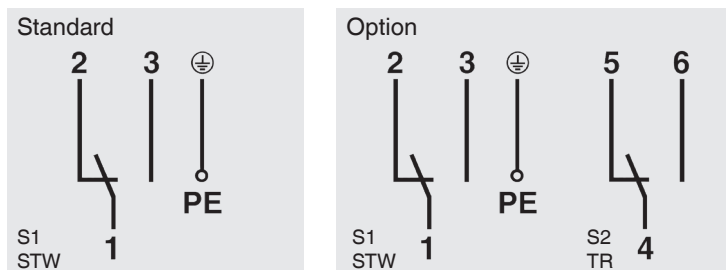 Standard
2 3
PE
S1
STW 1
Option
2 3 5 6
PE
S1
STW 1
S2
TR 4